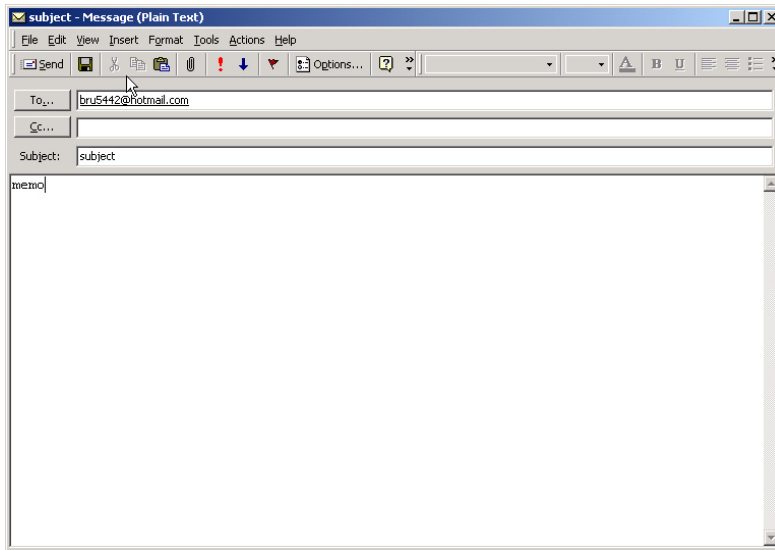 subject - Message (Plain Text)
File Edit View Insert Format Tools Actions Help
Send Options... A B U
To... bru5442@hotmail.com
Cc...
Subject: subject
memo